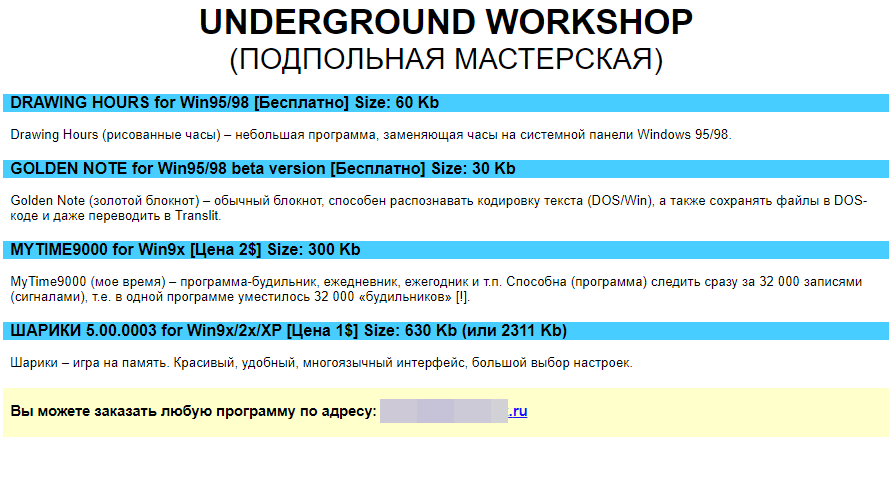 UNDERGROUND WORKSHOP
(ПОДПОЛЬНАЯ МАСТЕРСКАЯ)
DRAWING HOURS for Win95/98 [Бесплатно] Size: 60 Kb
Drawing Hours (рисованные часы) – небольшая программа, заменяющая часы на системной панели Windows 95/98.
GOLDEN NOTE for Win95/98 beta version [Бесплатно] Size: 30 Kb
Golden Note (золотой блокнот) – обычный блокнот, способен распознавать кодировку текста (DOS/Win), а также сохранять файлы в DOS-
коде и даже переводить в Translit.
MYTIME9000 for Win9x [Цена 2$] Size: 300 Kb
MyTime9000 (мое время) – программа-будильник, ежедневник, ежегодник и т.п. Способна (программа) следить сразу за 32 000 записями
(сигналами), т.е. в одной программе уместилось 32 000 «будильников» [!].
ШАРИКИ 5.00.0003 for Win9x/2x/XP [Цена 1$] Size: 630 Kb (или 2311 Kb)
Шарики – игра на память. Красивый, удобный, многоязычный интерфейс, большой выбор настроек.
Вы можете заказать любую программу по адресу: .ru